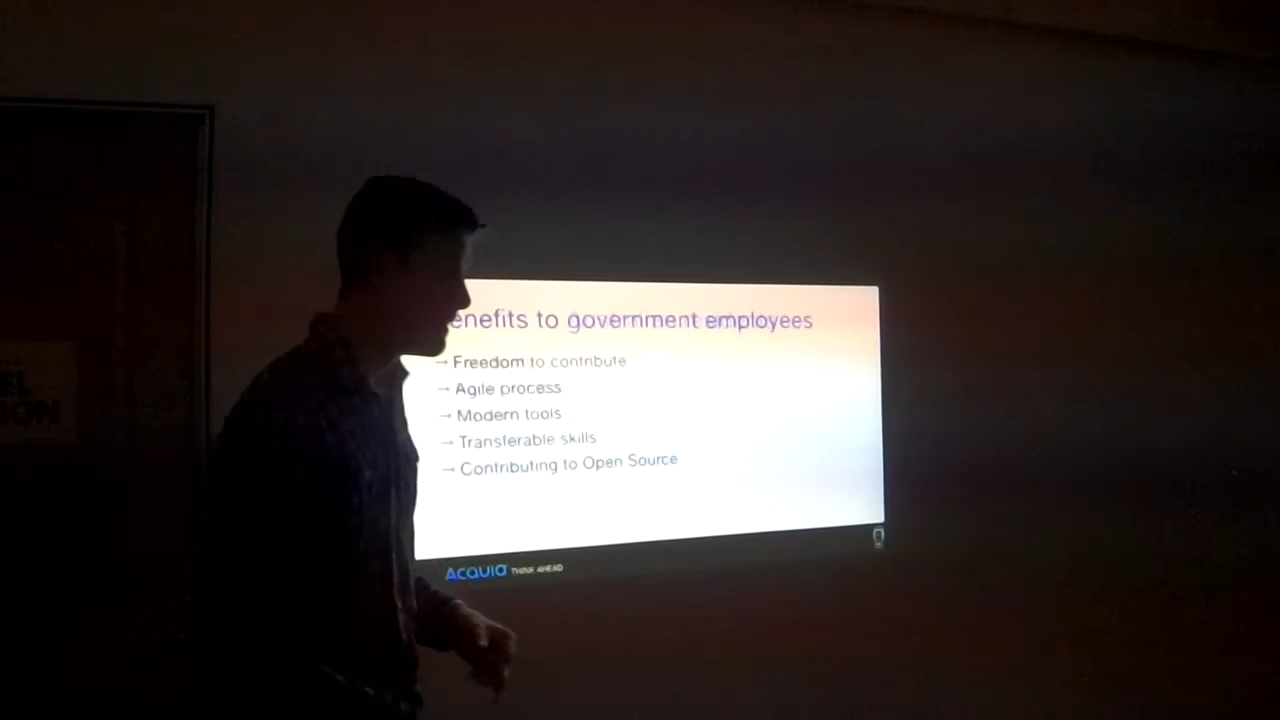 enefits to government employees
→ Freedom to contribute
→ Agile process
→ Modern tools
→ Transferable skills
→ Contributing to Open Source
ACQUIA THINK AHEAD